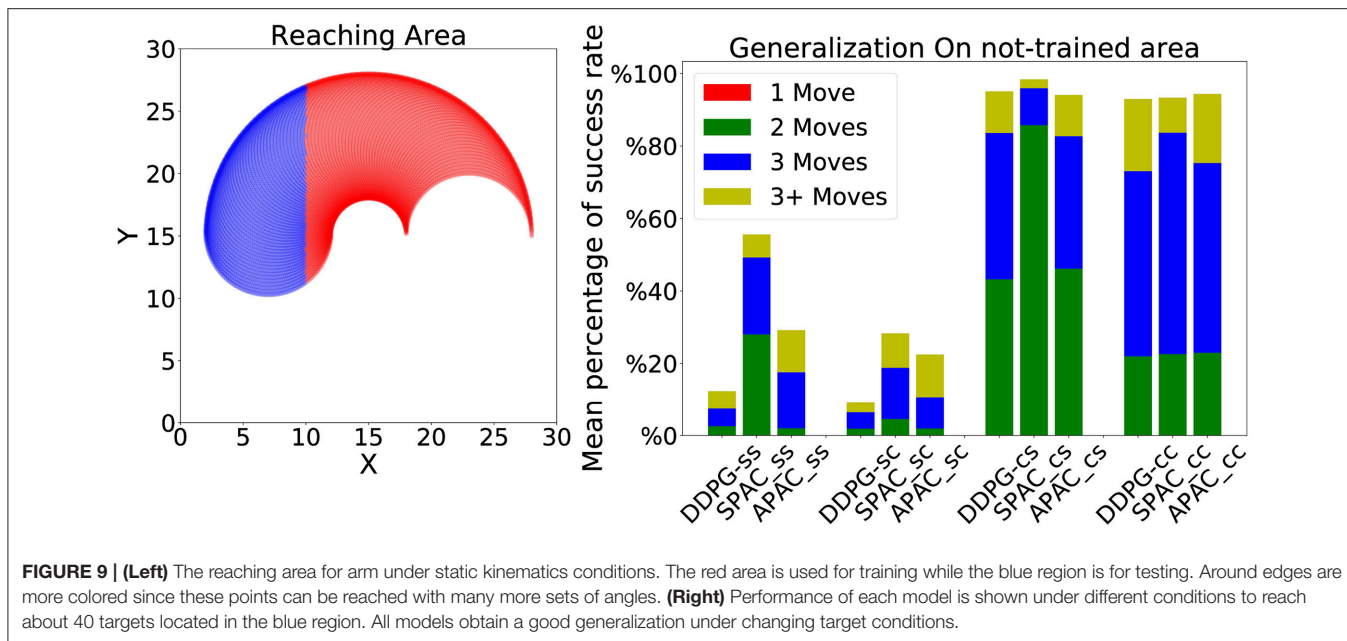 Reaching Area
30
25
20
15
10
5
0
Y
0 5 10 15 20 25 30
X
Generalization On not-trained area
Mean percentage of success rate
%100
%80
%60
%40
%20
%0
1 Move
2 Moves
3 Moves
3+ Moves
DDPG-ss
SPAC_ss
APAC_ss
DDPG-sc
SPAC_sc
APAC_sc
DDPG-cs
SPAC_cs
APAC_cs
DDPG-cc
SPAC_cc
APAC_cc
FIGURE 9 | (Left) The reaching area for arm under static kinematics conditions. The red area is used for training while the blue region is for testing. Around edges are
more colored since these points can be reached with many more sets of angles. (Right) Performance of each model is shown under different conditions to reach
about 40 targets located in the blue region. All models obtain a good generalization under changing target conditions.